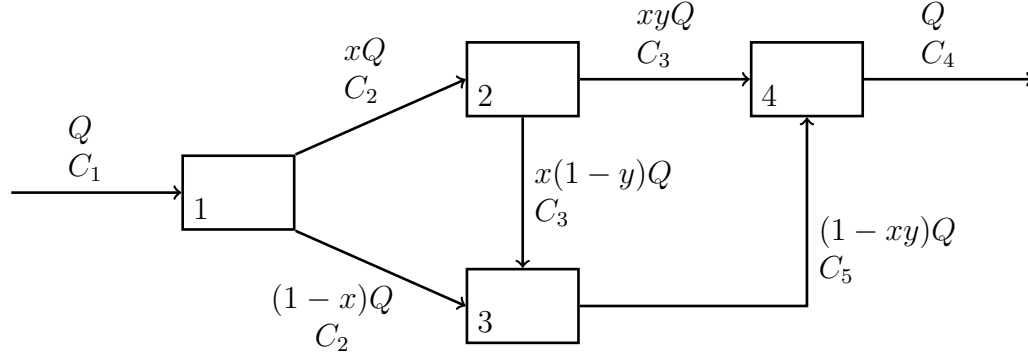 Q
C₁
1
xQ
C₂
(1 − x)Q
C₂
2
x(1 − y)Q
C₃
3
xyQ
C₃
4
(1 − xy)Q
C₅
Q
C₄